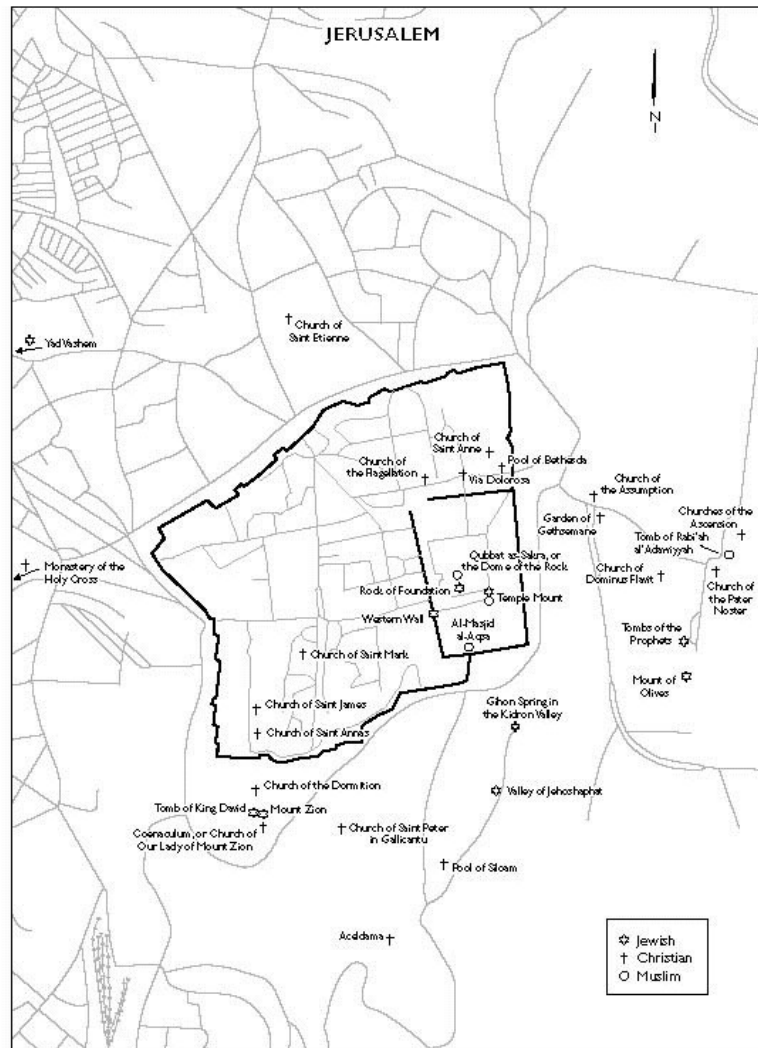 JERUSALEM
N
Church of
Saint Etienne
Yad Vashem
Church of
Saint Anne
Pool of Bethesda
Church of
the Flagellation
Via Dolorosa
Church of
the Assumption
Garden of
Gethsemane
Churches of the
Ascension
Tomb of Rabi'ah
al'Adawiyyah
Monastery of the
Holy Cross
Qubbat as-Sakra, or
the Dome of the Rock
Rock of Foundation
Temple Mount
Church of
Dominus Flavit
Church of
the Pater
Noster
Western Wall
Al-Masjid
al-Aqsa
Tombs of the
Prophets
Church of Saint Mark
Mount of
Olives
Church of Saint James
Gihon Spring in
the Kidron Valley
Church of Saint Annas
Church of the Dormition
Valley of Jehoshaphat
Tomb of King David
Mount Zion
Coenaculum, or Church of
Our Lady of Mount Zion
Church of Saint Peter
in Gallicantu
Pool of Siloam
Aceldama
Jewish
Christian
Muslim